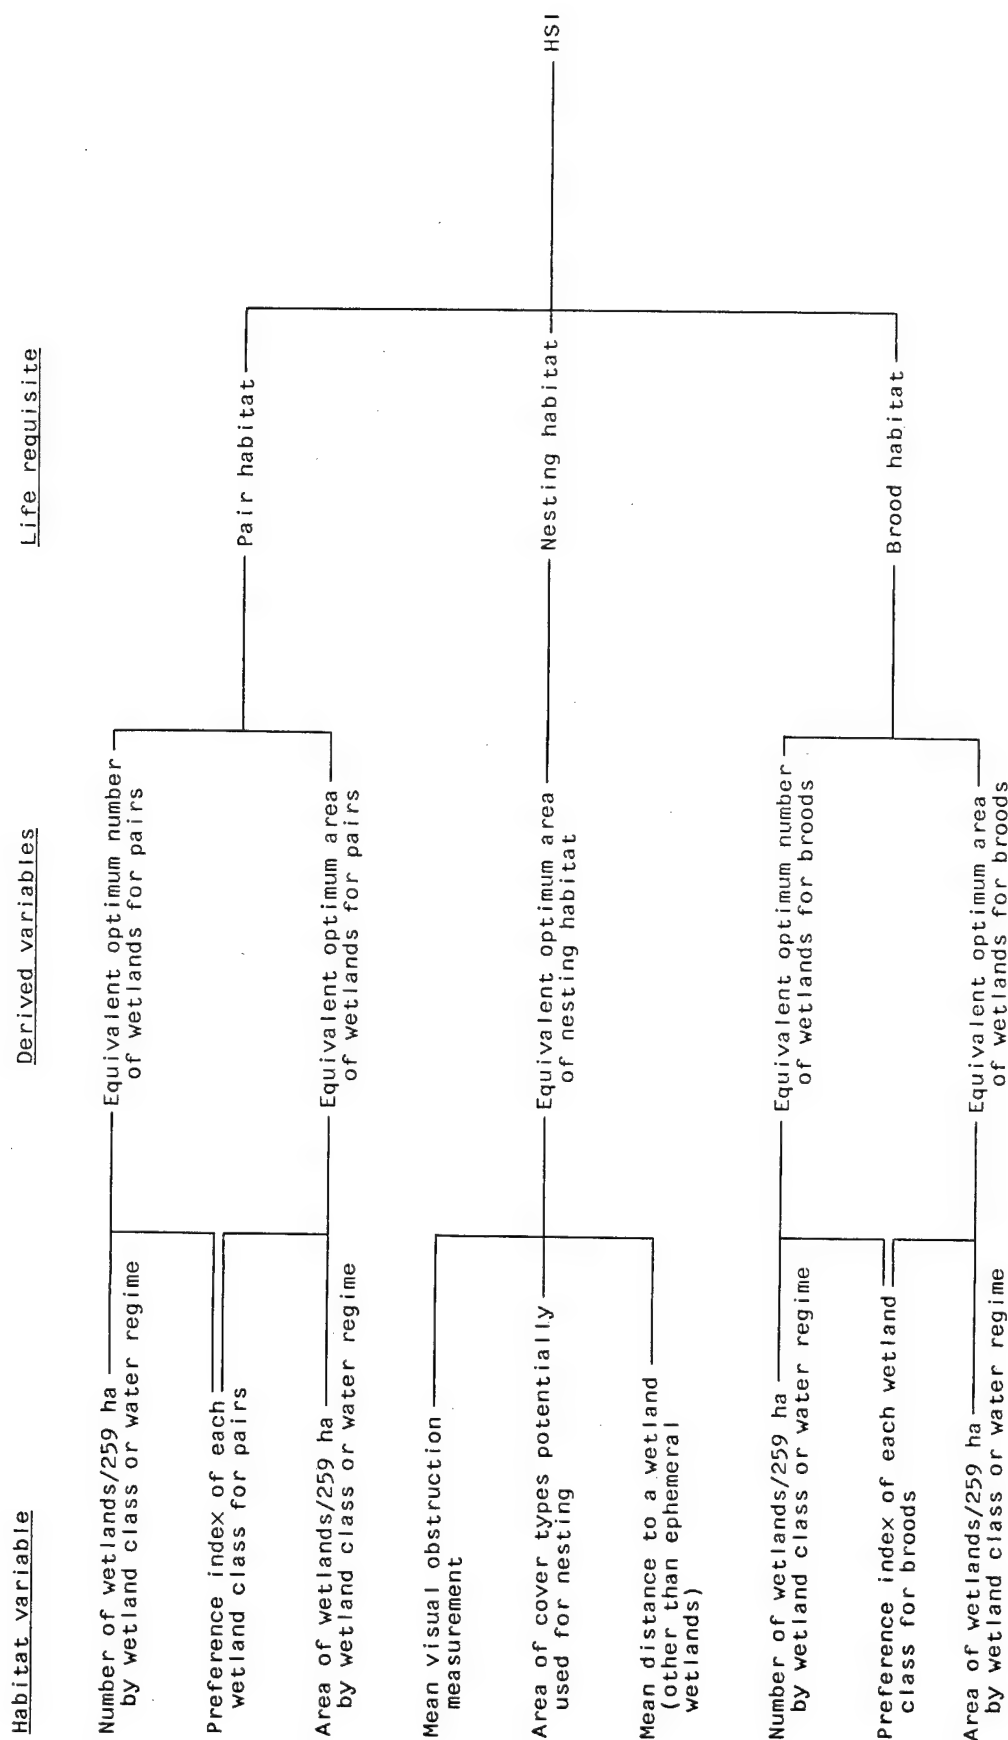 Habitat variable
Derived variables
Life requisite
Number of wetlands/259 ha
by wetland class or water regime
Equivalent optimum number
of wetlands for pairs
Preference index of each
wetland class for pairs
Pair habitat
Area of wetlands/259 ha
by wetland class or water regime
Equivalent optimum area
of wetlands for pairs
Mean visual obstruction
measurement
Area of cover types potentially
used for nesting
Equivalent optimum area
of nesting habitat
Nesting habitat
HSI
Mean distance to a wetland
(other than ephemeral
wetlands)
Number of wetlands/259 ha
by wetland class or water regime
Equivalent optimum number
of wetlands for broods
Preference index of each wetland
class for broods
Brood habitat
Area of wetlands/259 ha
by wetland class or water regime
Equivalent optimum area
of wetlands for broods